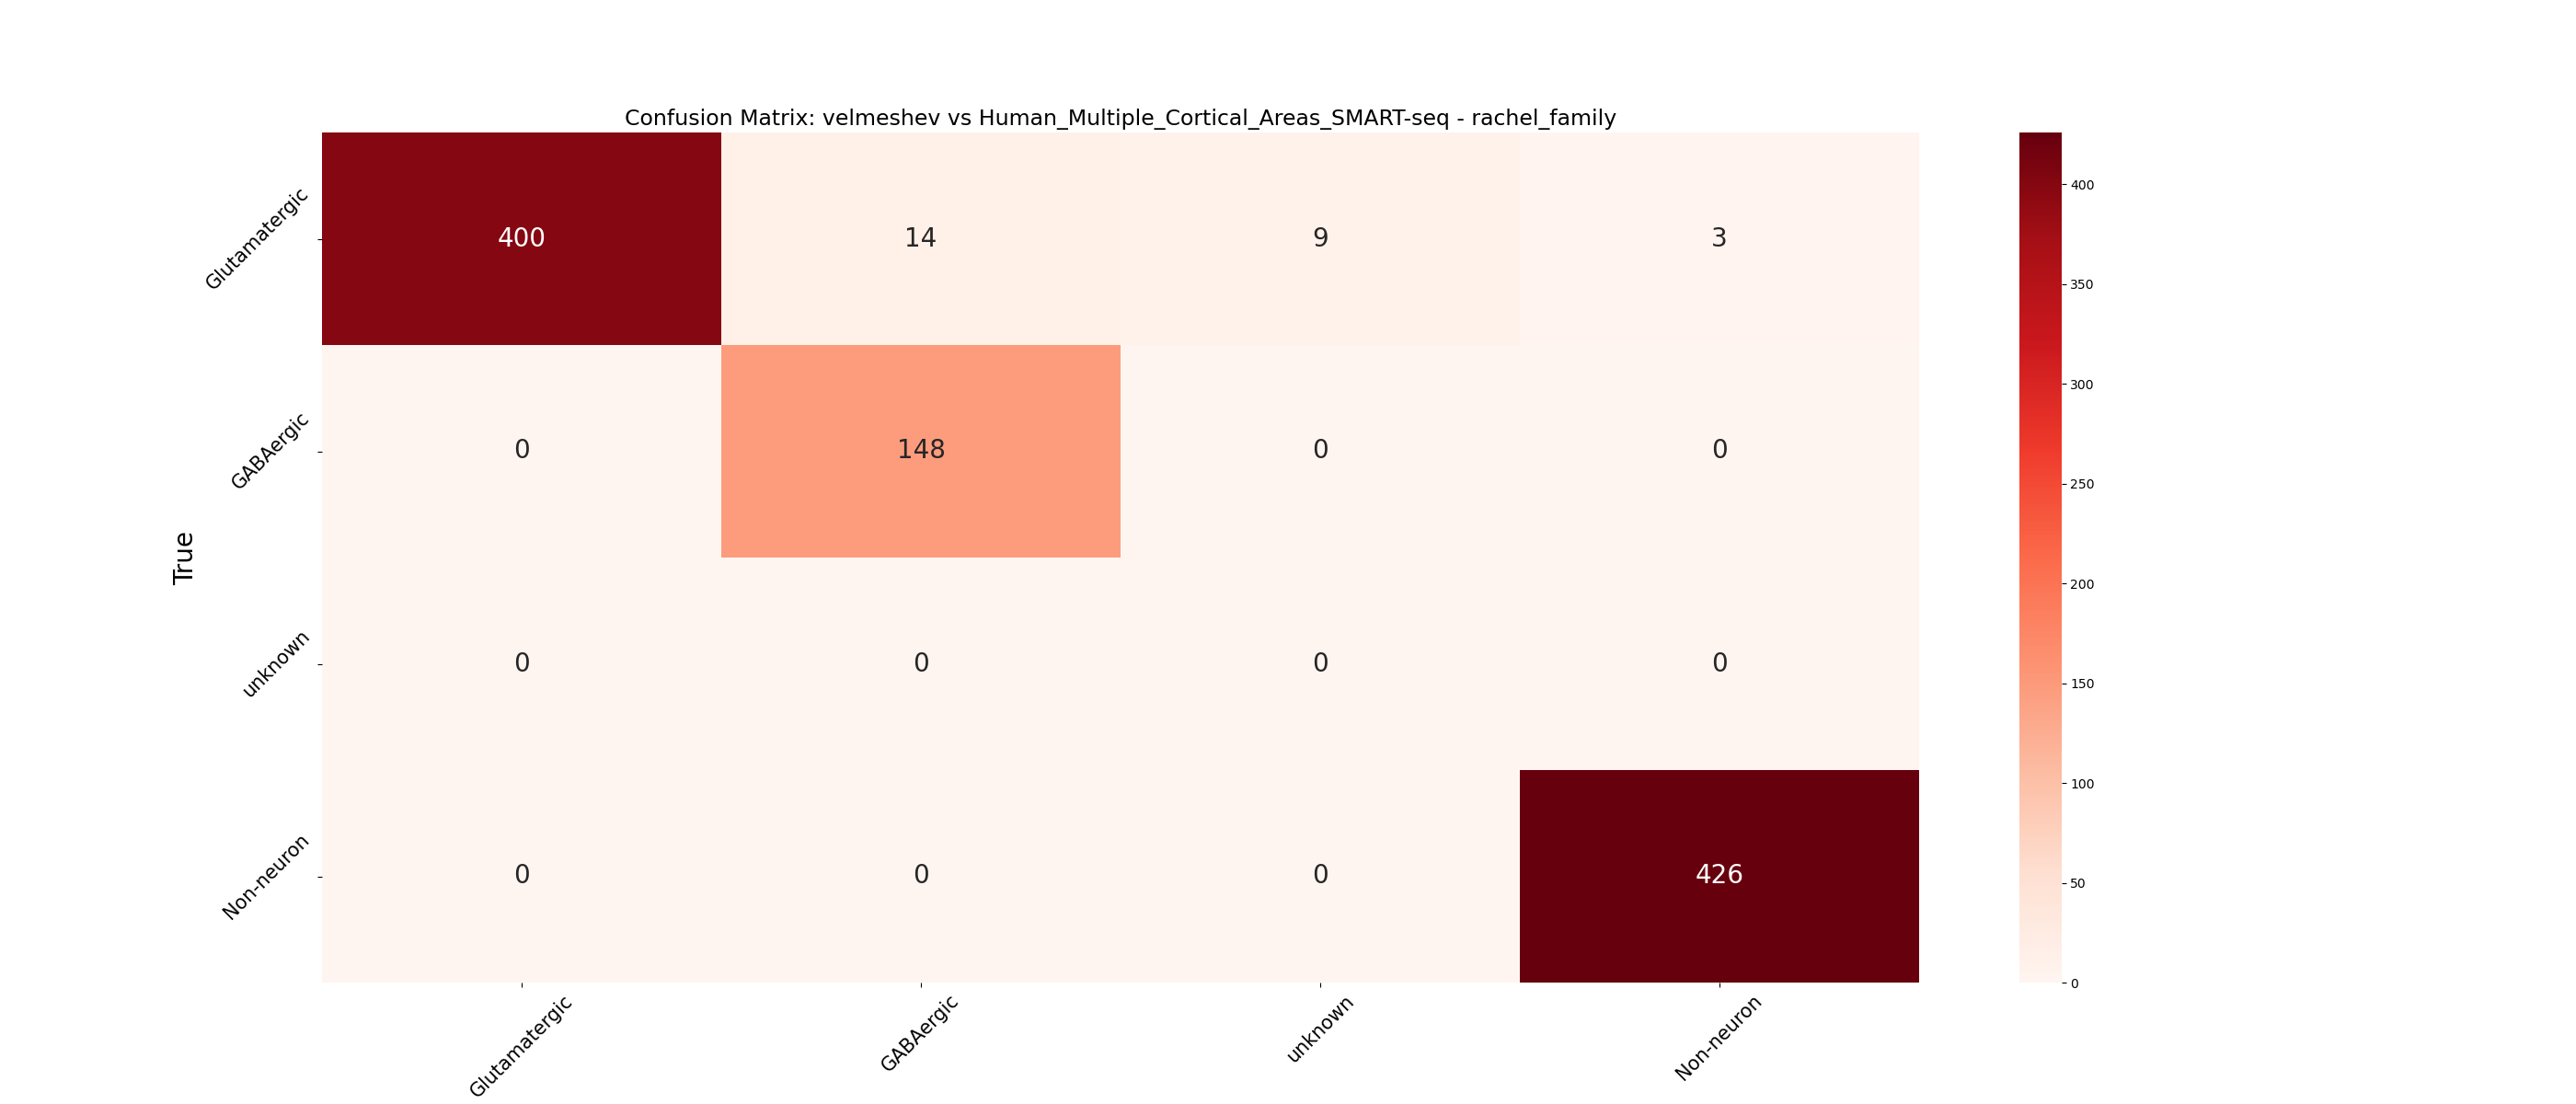 Confusion Matrix: velmeshev vs Human_Multiple_Cortical_Areas_SMART-seq - rachel_family
Glutamatergic 400 14 9 3
GABAergic 0 148 0 0
unknown 0 0 0 0
Non-neuron 0 0 0 426
True
Glutamatergic GABAergic unknown Non-neuron
400
350
300
250
200
150
100
50
0